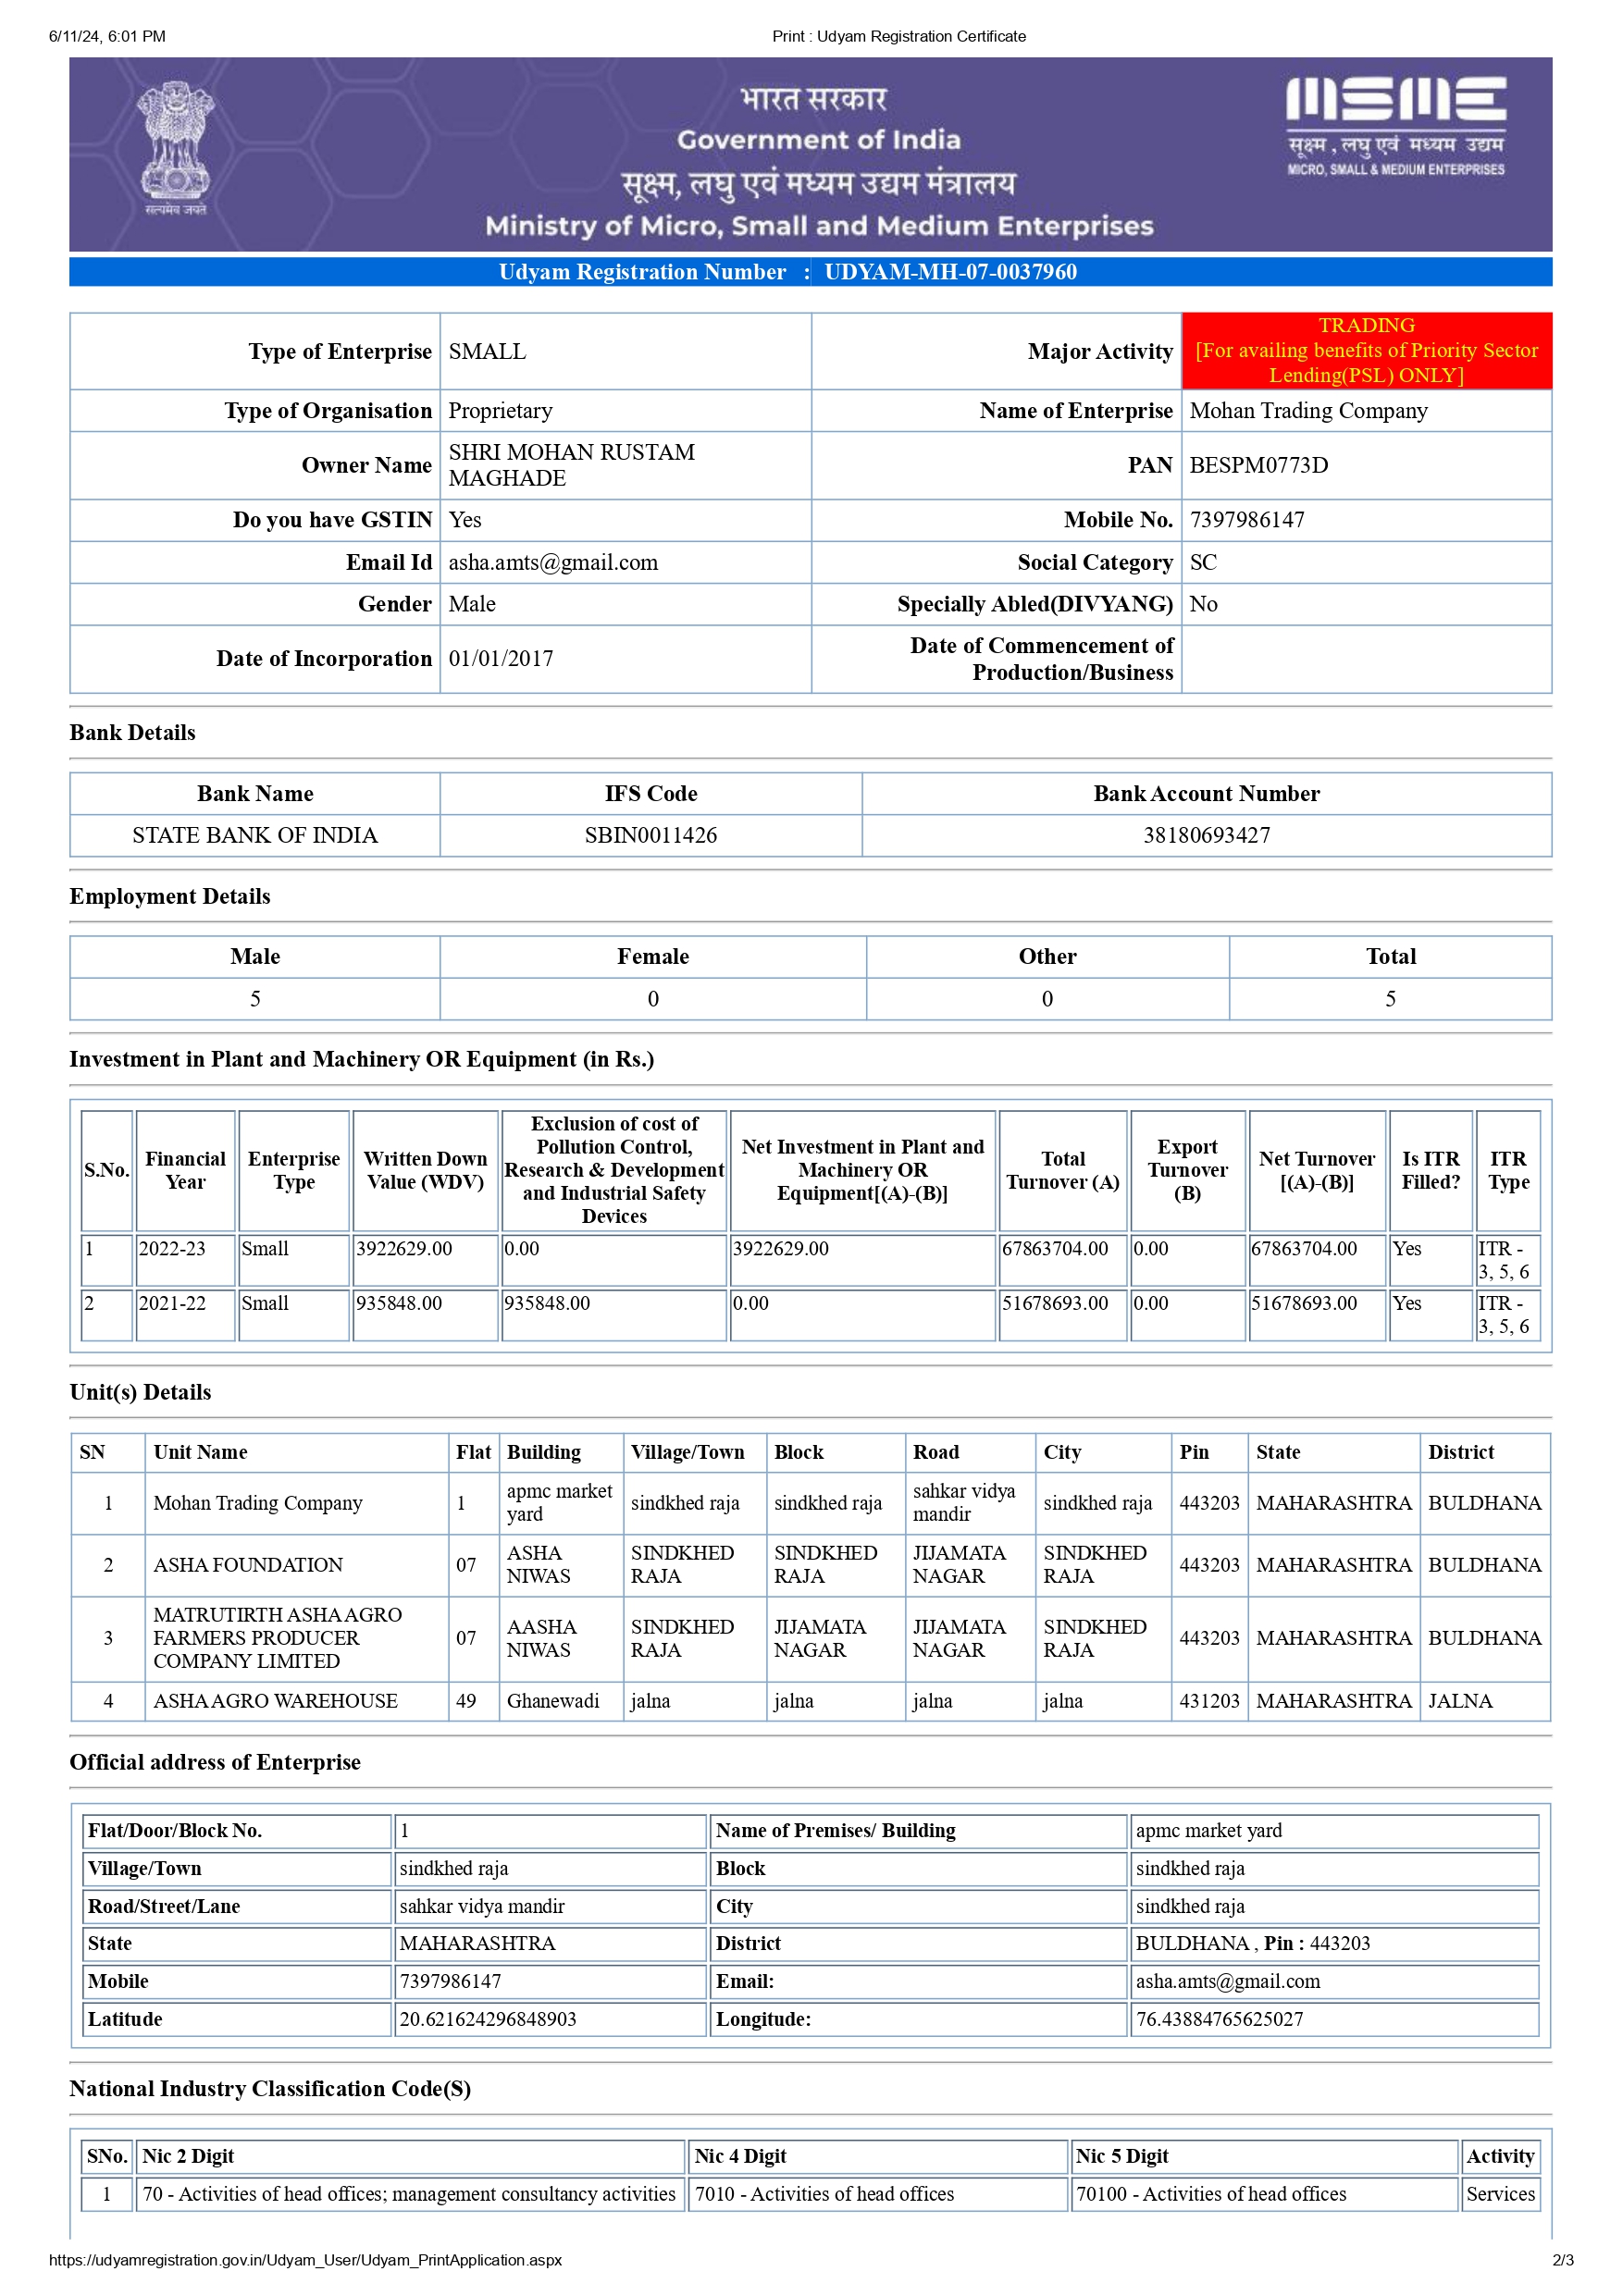 6/11/24, 6:01 PM Print : Udyam Registration Certificate
सत्यमेव जयते
भारत सरकार
Government of India
सूक्ष्म, लघु एवं मध्यम उद्यम मंत्रालय
Ministry of Micro, Small and Medium Enterprises
MSME
सूक्ष्म , लघु एवं मध्यम उद्यम
MICRO, SMALL & MEDIUM ENTERPRISES
Udyam Registration Number : UDYAM-MH-07-0037960
Type of Enterprise SMALL Major Activity TRADING
[For availing benefits of Priority Sector
Lending(PSL) ONLY]
Type of Organisation Proprietary Name of Enterprise Mohan Trading Company
Owner Name SHRI MOHAN RUSTAM
MAGHADE PAN BESPM0773D
Do you have GSTIN Yes Mobile No. 7397986147
Email Id asha.amts@gmail.com Social Category SC
Gender Male Specially Abled(DIVYANG) No
Date of Incorporation 01/01/2017 Date of Commencement of
Production/Business
Bank Details
Bank Name IFS Code Bank Account Number
STATE BANK OF INDIA SBIN0011426 38180693427
Employment Details
Male Female Other Total
5 0 0 5
Investment in Plant and Machinery OR Equipment (in Rs.)
S.No. Financial
Year Enterprise
Type Written Down
Value (WDV) Exclusion of cost of
Pollution Control,
Research & Development
and Industrial Safety
Devices Net Investment in Plant and
Machinery OR
Equipment[(A)-(B)] Total
Turnover (A) Export
Turnover
(B) Net Turnover
[(A)-(B)] Is ITR
Filled? ITR
Type
1 2022-23 Small 3922629.00 0.00 3922629.00 67863704.00 0.00 67863704.00 Yes ITR -
3, 5, 6
2 2021-22 Small 935848.00 935848.00 0.00 51678693.00 0.00 51678693.00 Yes ITR -
3, 5, 6
Unit(s) Details
SN Unit Name Flat Building Village/Town Block Road City Pin State District
1 Mohan Trading Company 1 apmc market
yard sindkhed raja sindkhed raja sahkar vidya
mandir sindkhed raja 443203 MAHARASHTRA BULDHANA
2 ASHA FOUNDATION 07 ASHA
NIWAS SINDKHED
RAJA SINDKHED
RAJA JIJAMATA
NAGAR SINDKHED
RAJA 443203 MAHARASHTRA BULDHANA
3 MATRUTIRTH ASHA AGRO
FARMERS PRODUCER
COMPANY LIMITED 07 AASHA
NIWAS SINDKHED
RAJA JIJAMATA
NAGAR JIJAMATA
NAGAR SINDKHED
RAJA 443203 MAHARASHTRA BULDHANA
4 ASHA AGRO WAREHOUSE 49 Ghanewadi jalna jalna jalna jalna 431203 MAHARASHTRA JALNA
Official address of Enterprise
Flat/Door/Block No. 1 Name of Premises/ Building apmc market yard
Village/Town sindkhed raja Block sindkhed raja
Road/Street/Lane sahkar vidya mandir City sindkhed raja
State MAHARASHTRA District BULDHANA , Pin : 443203
Mobile 7397986147 Email: asha.amts@gmail.com
Latitude 20.621624296848903 Longitude: 76.43884765625027
National Industry Classification Code(S)
SNo. Nic 2 Digit Nic 4 Digit Nic 5 Digit Activity
1 70 - Activities of head offices; management consultancy activities 7010 - Activities of head offices 70100 - Activities of head offices Services
https://udyamregistration.gov.in/Udyam_User/Udyam_PrintApplication.aspx 2/3